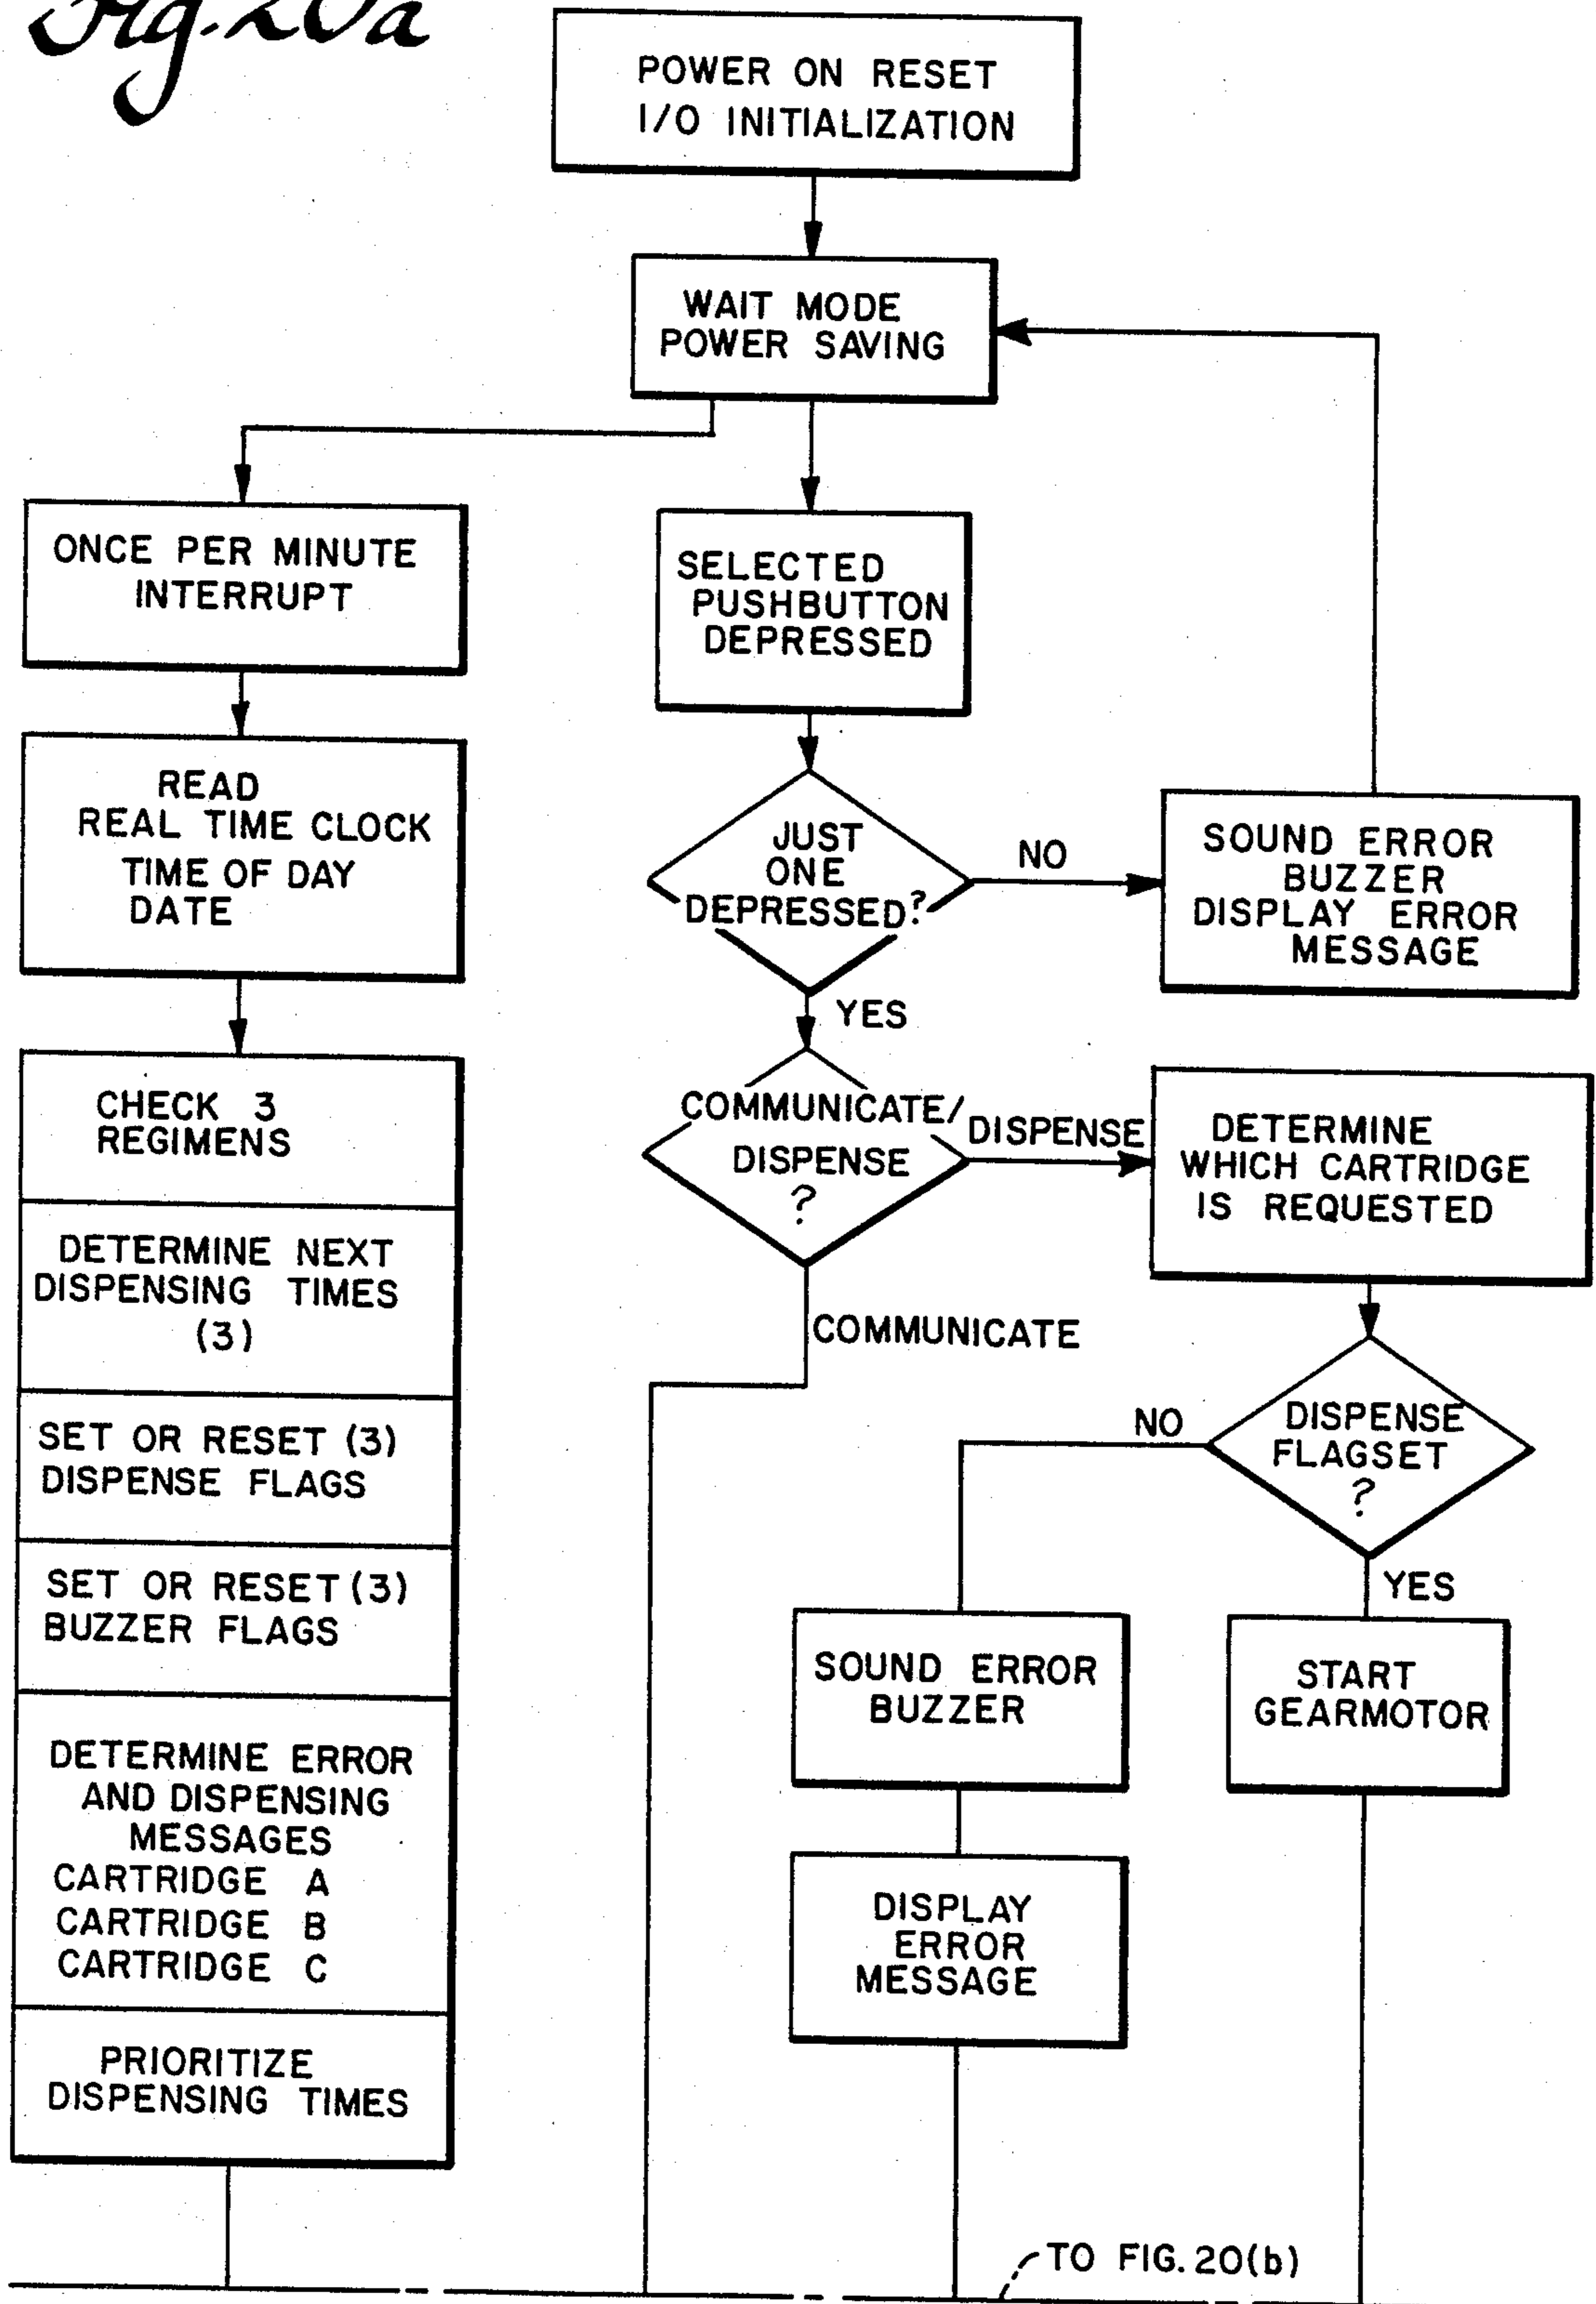 Fig. 20a
POWER ON RESET
I/O INITIALIZATION
WAIT MODE
POWER SAVING
ONCE PER MINUTE
INTERRUPT
SELECTED
PUSHBUTTON
DEPRESSED
READ
REAL TIME CLOCK
TIME OF DAY
DATE
JUST
ONE
DEPRESSED?
NO
SOUND ERROR
BUZZER
DISPLAY ERROR
MESSAGE
YES
CHECK 3
REGIMENS
COMMUNICATE/
DISPENSE
?
DISPENSE
DETERMINE
WHICH CARTRIDGE
IS REQUESTED
DETERMINE NEXT
DISPENSING TIMES
(3)
COMMUNICATE
SET OR RESET (3)
DISPENSE FLAGS
NO
DISPENSE
FLAGSET
?
YES
SET OR RESET (3)
BUZZER FLAGS
SOUND ERROR
BUZZER
START
GEARMOTOR
DETERMINE ERROR
AND DISPENSING
MESSAGES
CARTRIDGE A
CARTRIDGE B
CARTRIDGE C
DISPLAY
ERROR
MESSAGE
PRIORITIZE
DISPENSING TIMES
TO FIG. 20(b)